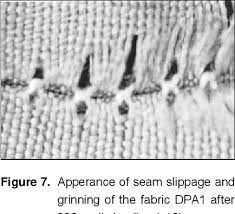 Figure 7. Apperance of seam slippage and
grinning of the fabric DPA1 after